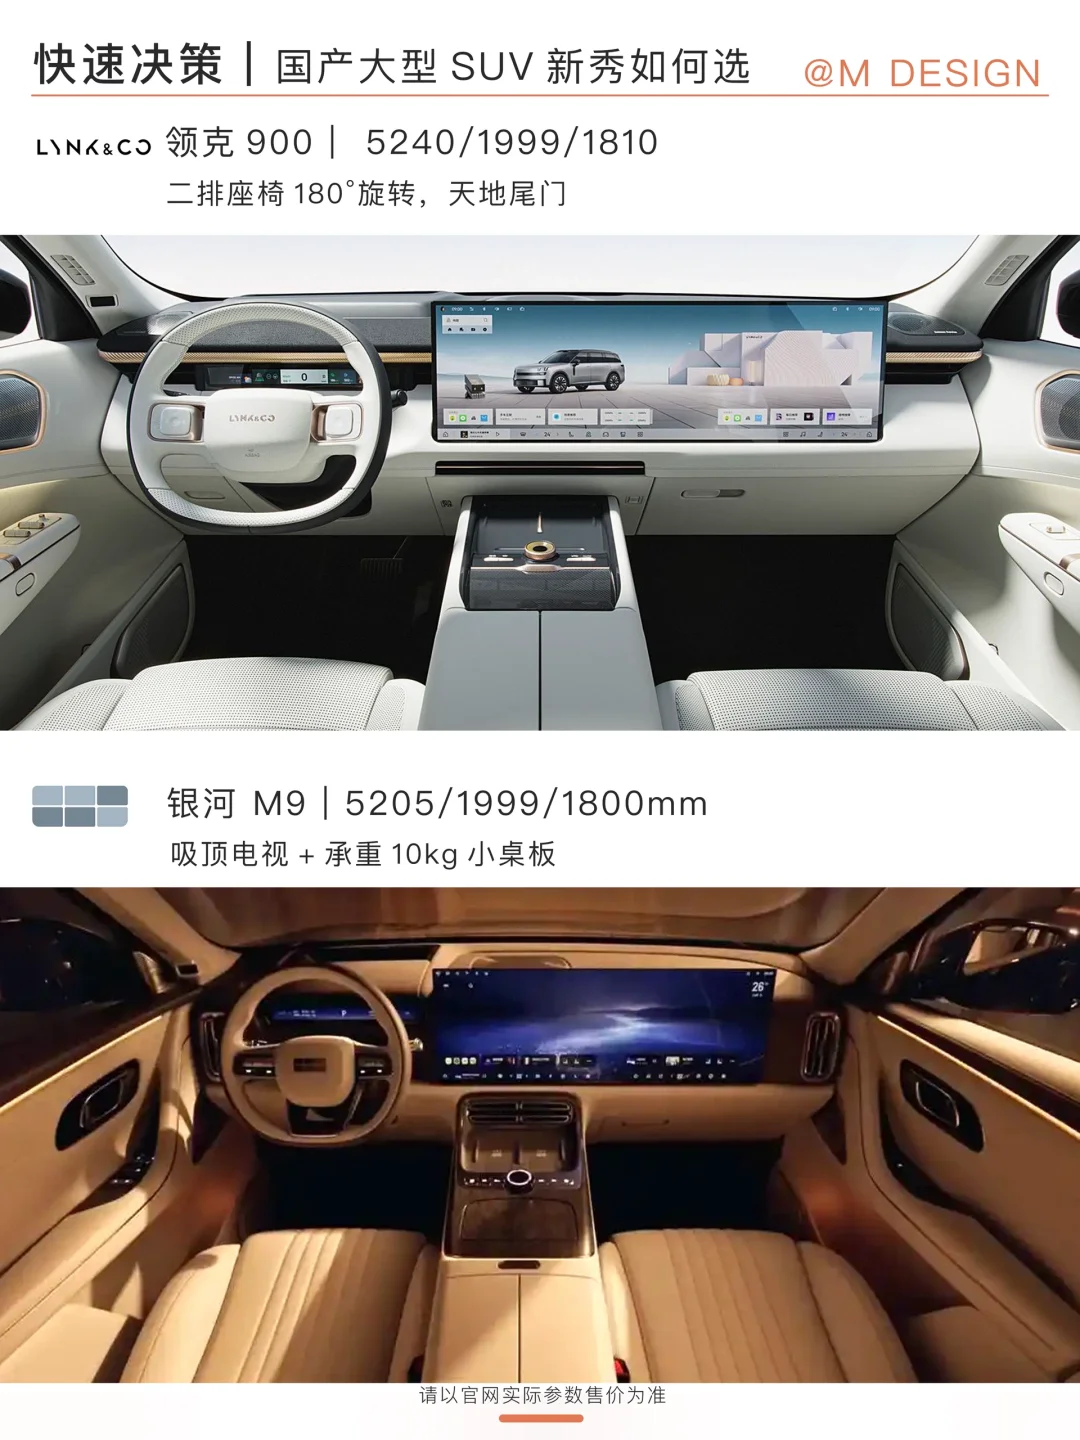 快速决策｜国产大型 SUV 新秀如何选
@M DESIGN
LYNK&CO 领克 900｜ 5240/1999/1810
二排座椅 180°旋转，天地尾门
LYNK&CO
0
24
24
银河 M9｜5205/1999/1800mm
吸顶电视 + 承重 10kg 小桌板
P
26°
请以官网实际参数售价为准